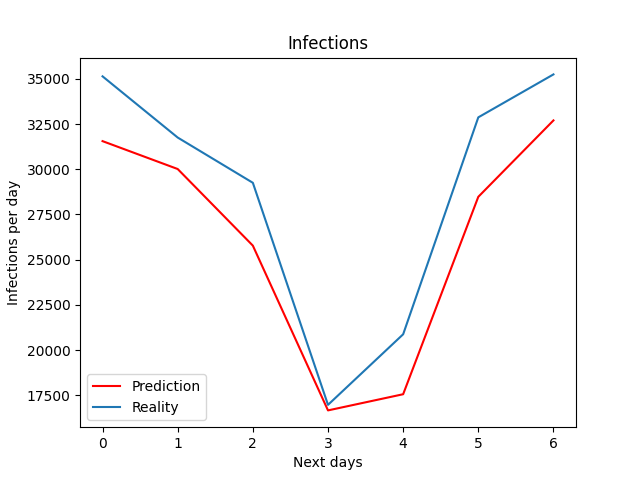 Infections
Infections per day
35000
32500
30000
27500
25000
22500
20000
17500
Prediction
Reality
0 1 2 3 4 5 6
Next days